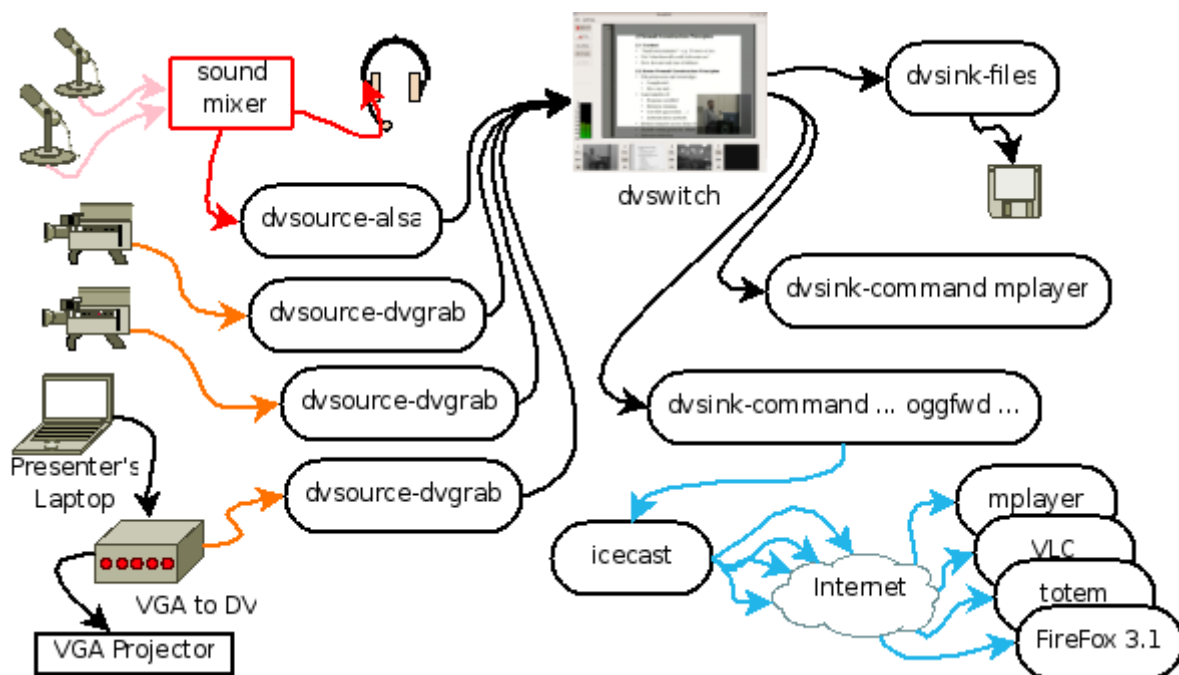 sound
mixer
dvsource-alsa
dvsource-dvgrab
dvsource-dvgrab
Presenter's
Laptop
dvsource-dvgrab
VGA to DV
VGA Projector
dvswitch
dvsink-files
dvsink-command mplayer
dvsink-command ... oggfwd ...
icecast
Internet
mplayer
VLC
totem
FireFox 3.1